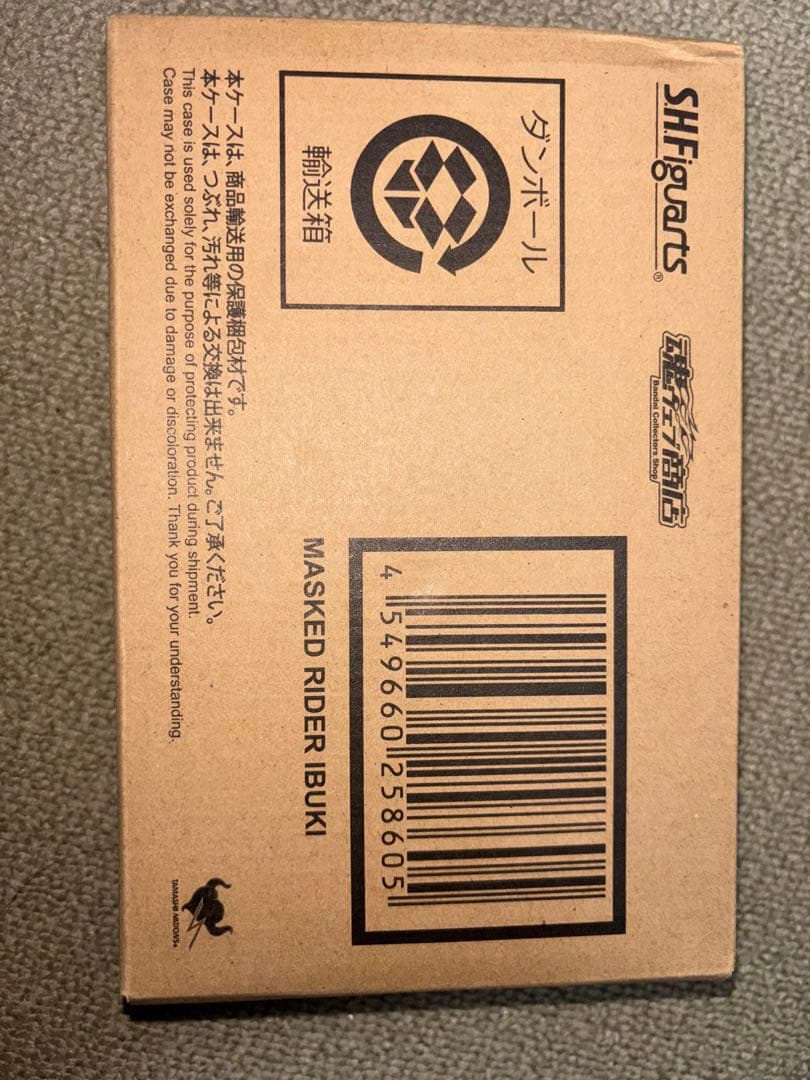 S.H.Figuarts®
魂ウェブ商店
Bandai Collectors Shop
ダンボール
輸送箱
4 549660 258605
MASKED RIDER IBUKI
本ケースは、商品輸送用の保護梱包材です。
本ケースは、つぶれ、汚れ等による交換は出来ません。ご了承ください。
This case is used solely for the purpose of protecting product during shipment.
Case may not be exchanged due to damage or discoloration. Thank you for your understanding.
TAMASHII NATIONS